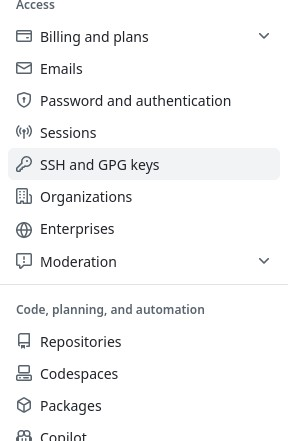 Access
Billing and plans
Emails
Password and authentication
Sessions
SSH and GPG keys
Organizations
Enterprises
Moderation
Code, planning, and automation
Repositories
Codespaces
Packages
Copilot